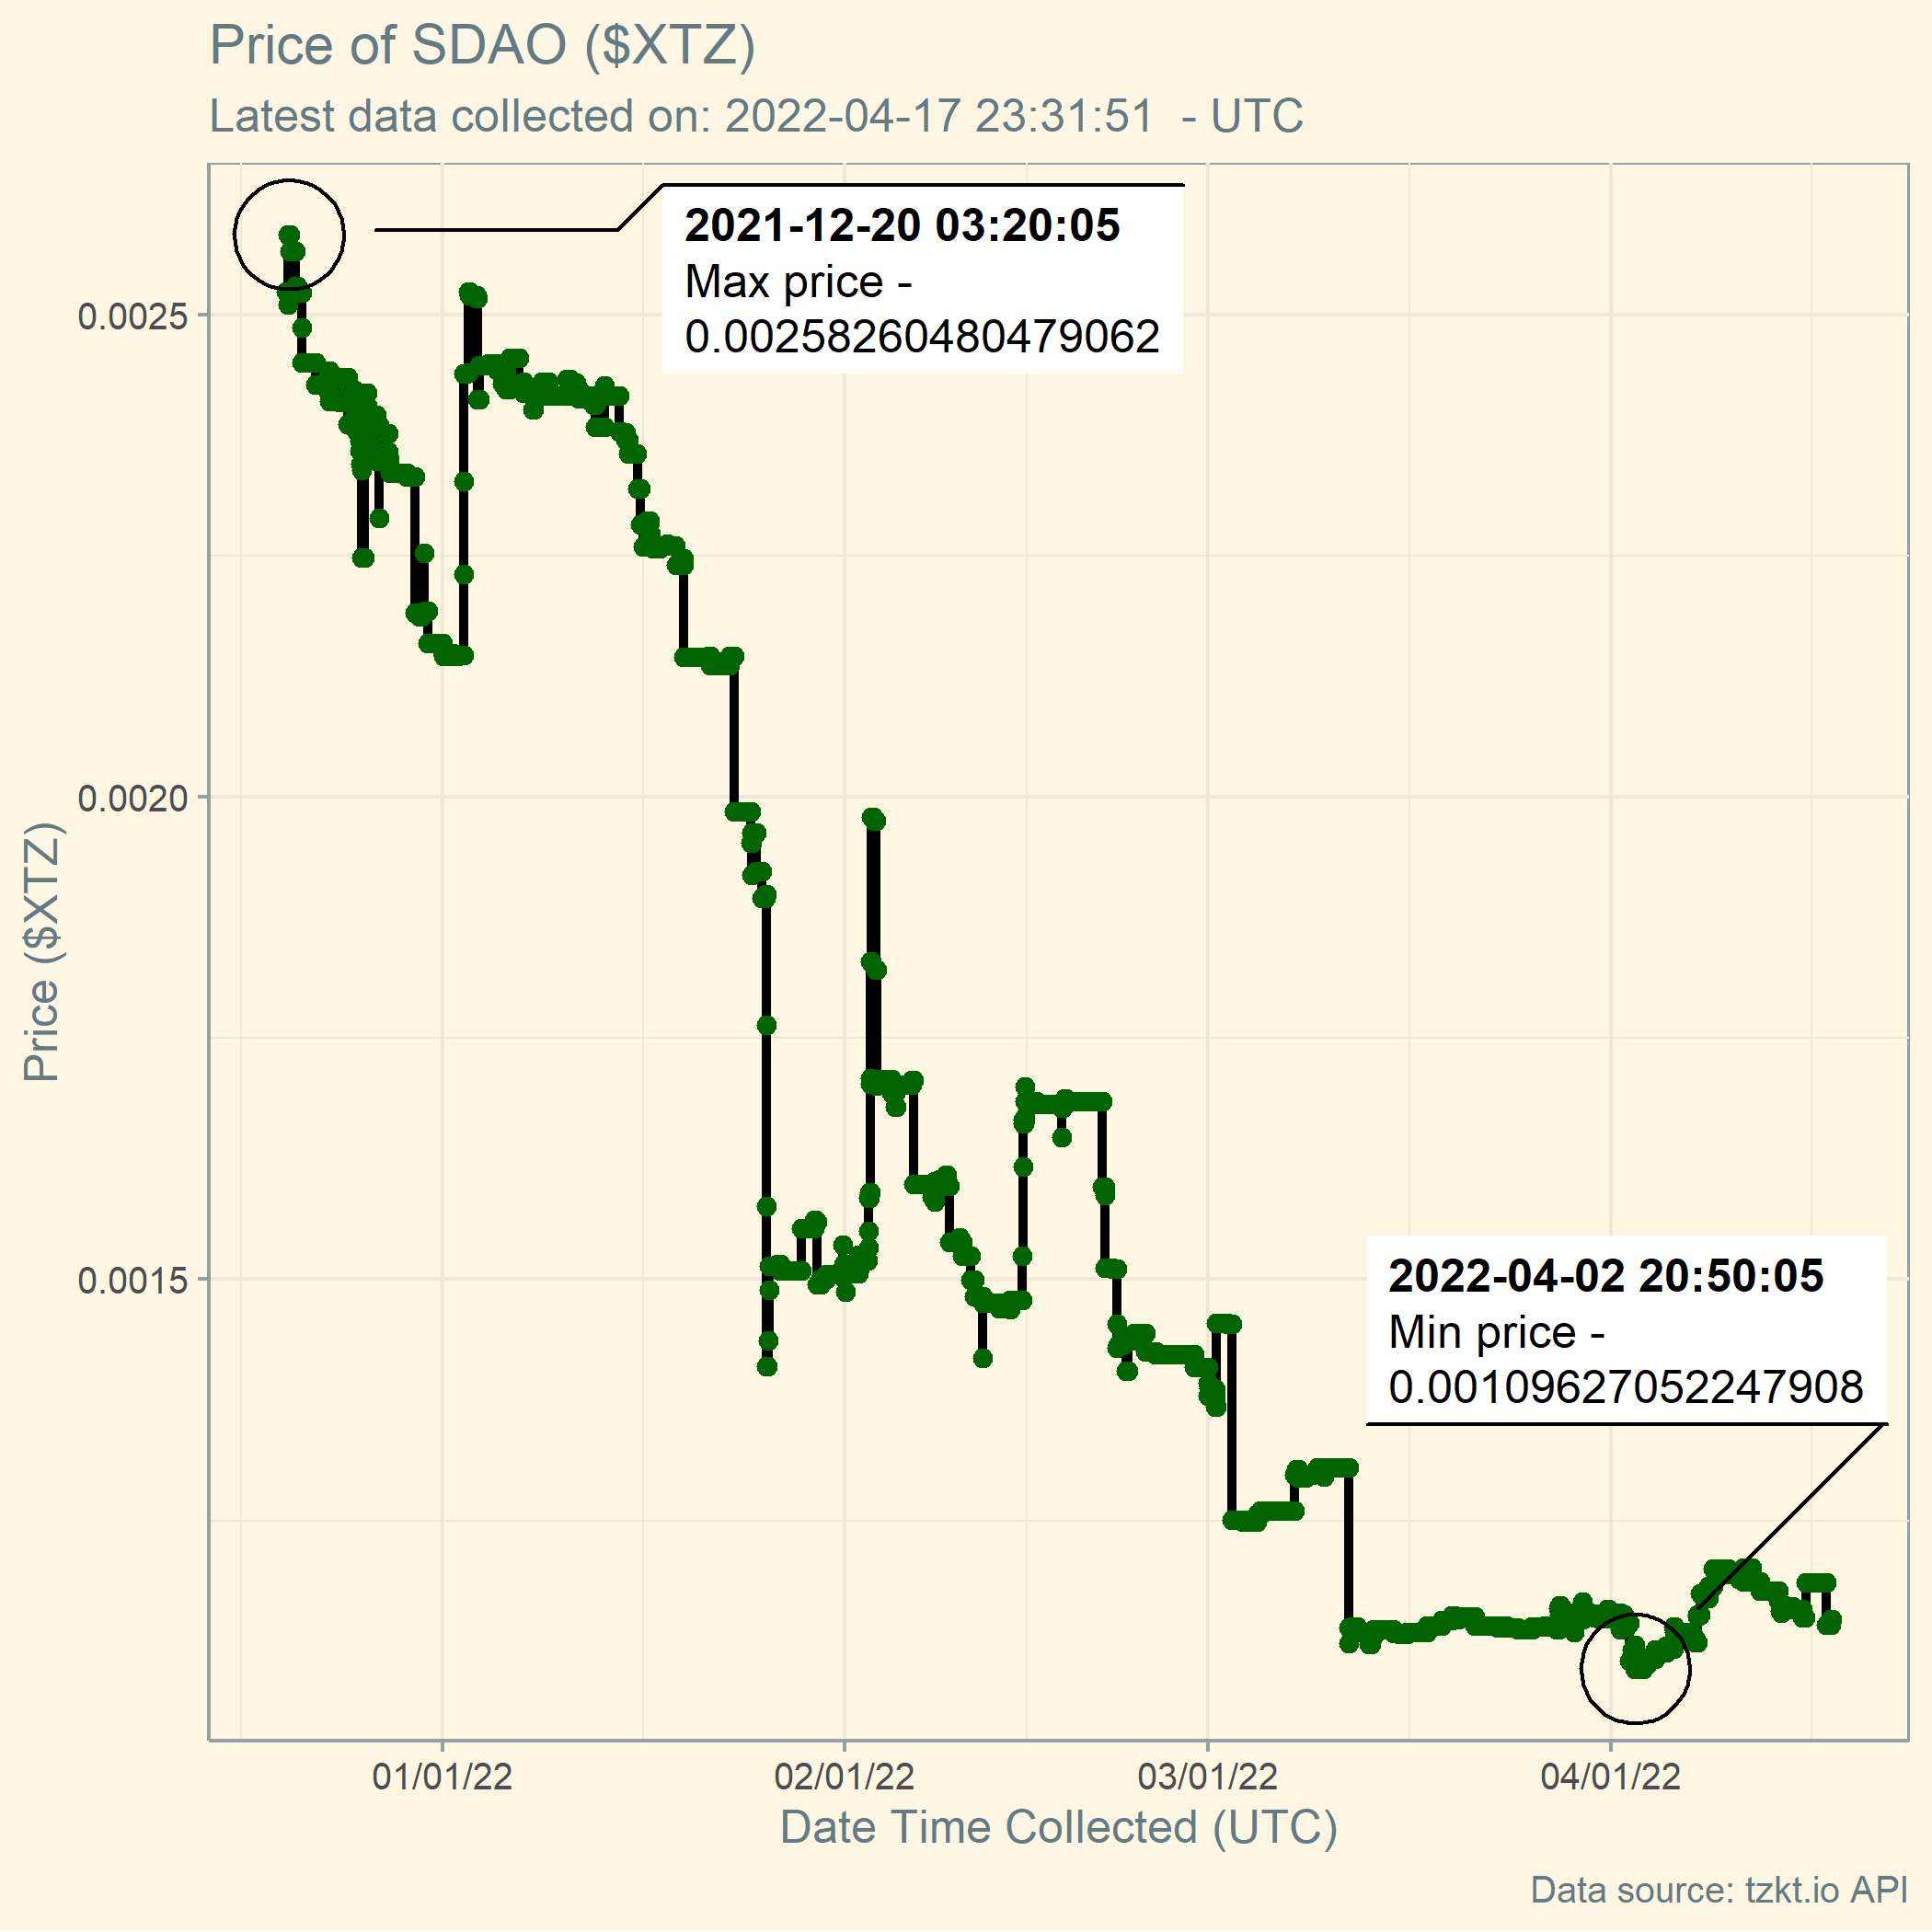 Price of SDAO ($XTZ)
Latest data collected on: 2022-04-17 23:31:51  - UTC
2021-12-20 03:20:05
Max price -
0.00258260480479062
0.0025
0.0020
0.0015
Price ($XTZ)
2022-04-02 20:50:05
Min price -
0.00109627052247908
01/01/22
02/01/22
03/01/22
04/01/22
Date Time Collected (UTC)
Data source: tzkt.io API